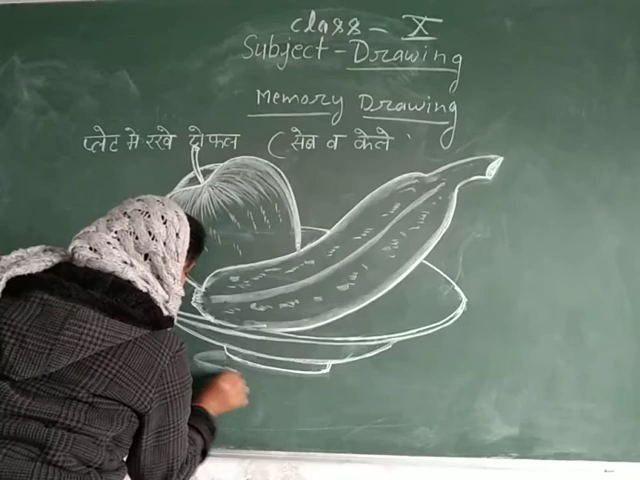 class - X
Subject - Drawing
Memory Drawing
प्लेट मे रखे दो फल ( सेब व केले